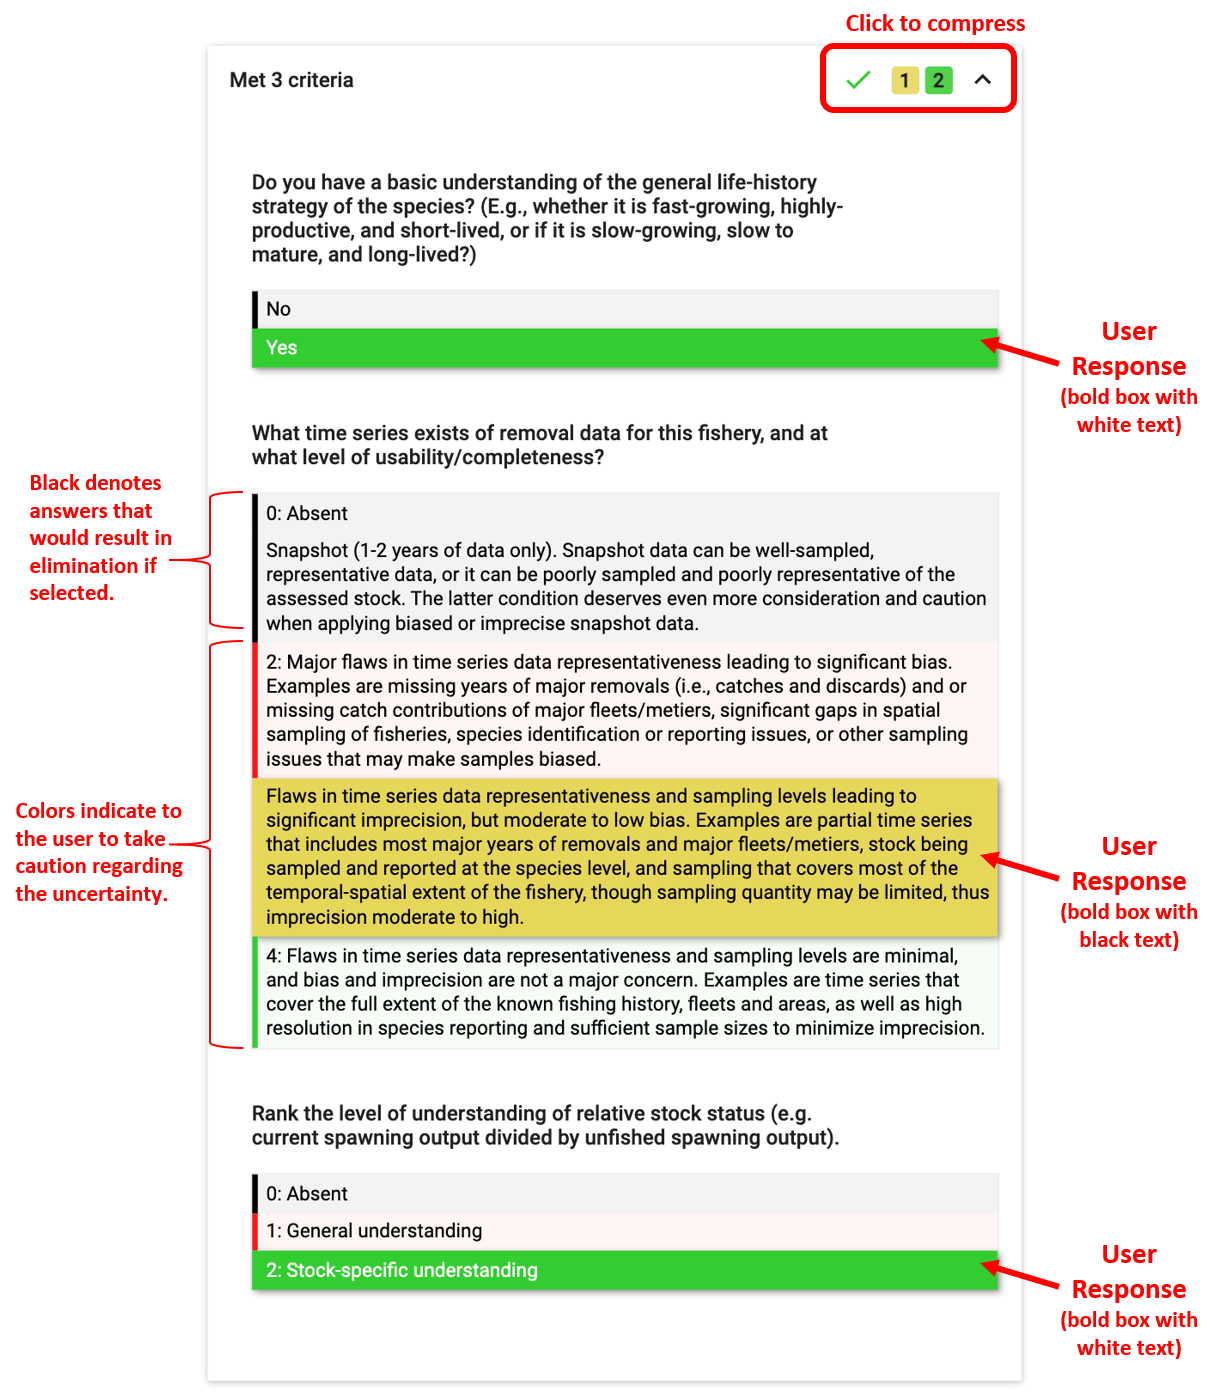 Click to compress
Met 3 criteria
1 2
Do you have a basic understanding of the general life-history
strategy of the species? (E.g., whether it is fast-growing, highly-
productive, and short-lived, or if it is slow-growing, slow to
mature, and long-lived?)
No
Yes
User
Response
(bold box with
white text)
What time series exists of removal data for this fishery, and at
what level of usability/completeness?
Black denotes
answers that
would result in
elimination if
selected.
0: Absent
Snapshot (1-2 years of data only). Snapshot data can be well-sampled,
representative data, or it can be poorly sampled and poorly representative of the
assessed stock. The latter condition deserves even more consideration and caution
when applying biased or imprecise snapshot data.
2: Major flaws in time series data representativeness leading to significant bias.
Examples are missing years of major removals (i.e., catches and discards) and or
missing catch contributions of major fleets/metiers, significant gaps in spatial
sampling of fisheries, species identification or reporting issues, or other sampling
issues that may make samples biased.
Colors indicate to
the user to take
caution regarding
the uncertainty.
Flaws in time series data representativeness and sampling levels leading to
significant imprecision, but moderate to low bias. Examples are partial time series
that includes most major years of removals and major fleets/metiers, stock being
sampled and reported at the species level, and sampling that covers most of the
temporal-spatial extent of the fishery, though sampling quantity may be limited, thus
imprecision moderate to high.
User
Response
(bold box with
black text)
4: Flaws in time series data representativeness and sampling levels are minimal,
and bias and imprecision are not a major concern. Examples are time series that
cover the full extent of the known fishing history, fleets and areas, as well as high
resolution in species reporting and sufficient sample sizes to minimize imprecision.
Rank the level of understanding of relative stock status (e.g.
current spawning output divided by unfished spawning output).
0: Absent
1: General understanding
2: Stock-specific understanding
User
Response
(bold box with
white text)